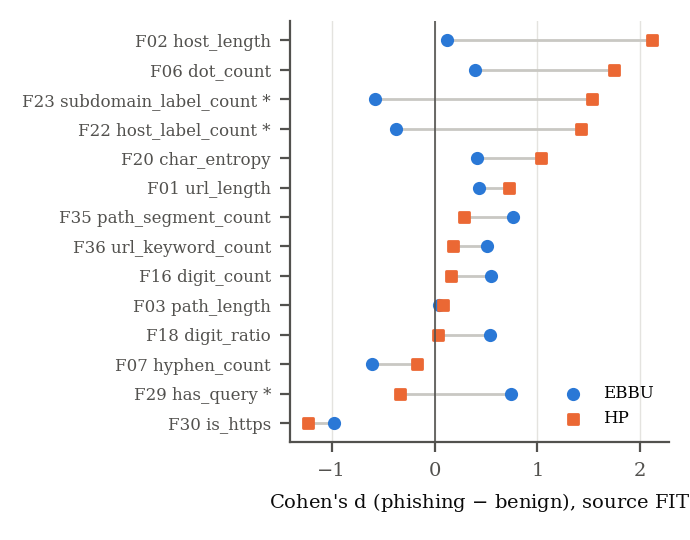 F02 host_length
F06 dot_count
F23 subdomain_label_count *
F22 host_label_count *
F20 char_entropy
F01 url_length
F35 path_segment_count
F36 url_keyword_count
F16 digit_count
F03 path_length
F18 digit_ratio
F07 hyphen_count
F29 has_query *
F30 is_https
EBBU
HP
−1 0 1 2
Cohen's d (phishing − benign), source FIT